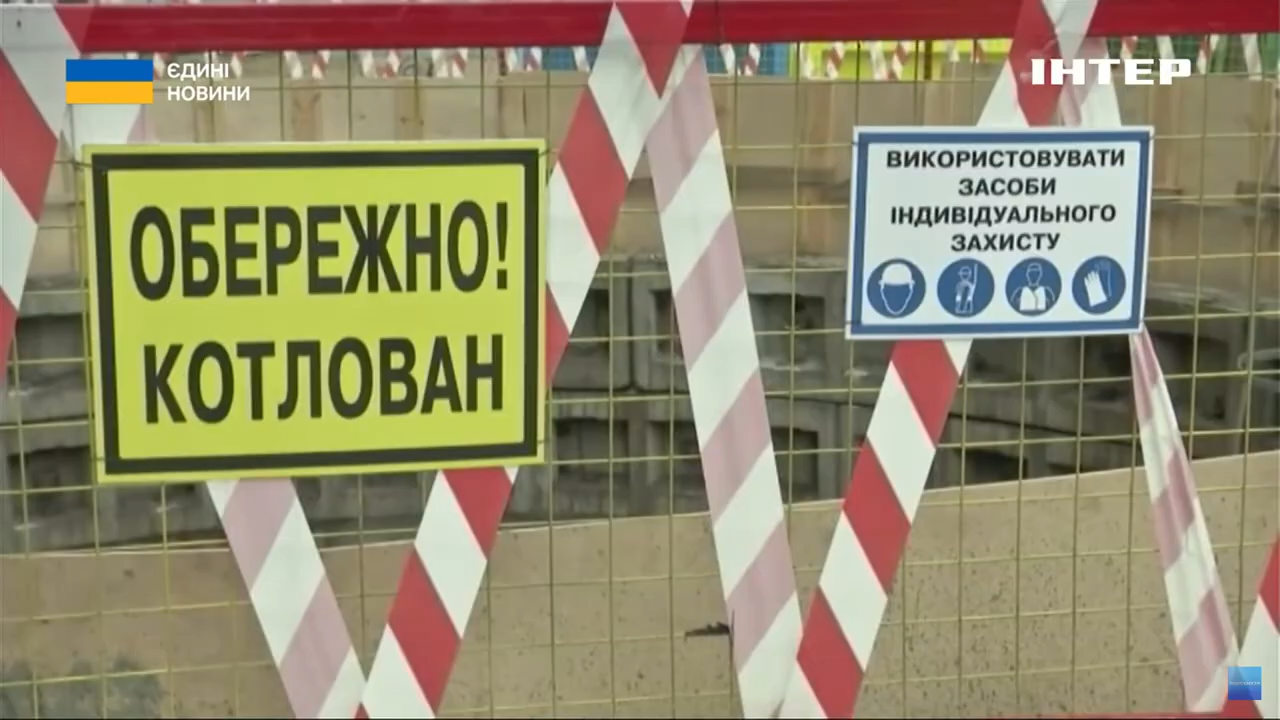 ЄДИНІ
НОВИНИ
ІНТЕР
ОБЕРЕЖНО!
КОТЛОВАН
ВИКОРИСТОВУВАТИ
ЗАСОБИ
ІНДИВІДУАЛЬНОГО
ЗАХИСТУ